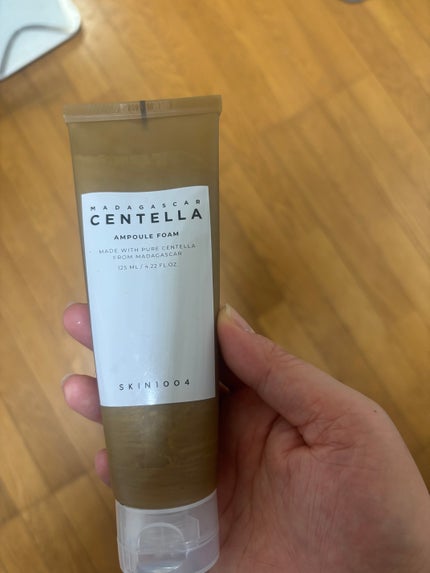 MADAGASCAR
CENTELLA
AMPOULE FOAM
MADE WITH PURE CENTELLA
FROM MADAGASCAR
125 ML / 4.22 FL.OZ.
SKIN1004